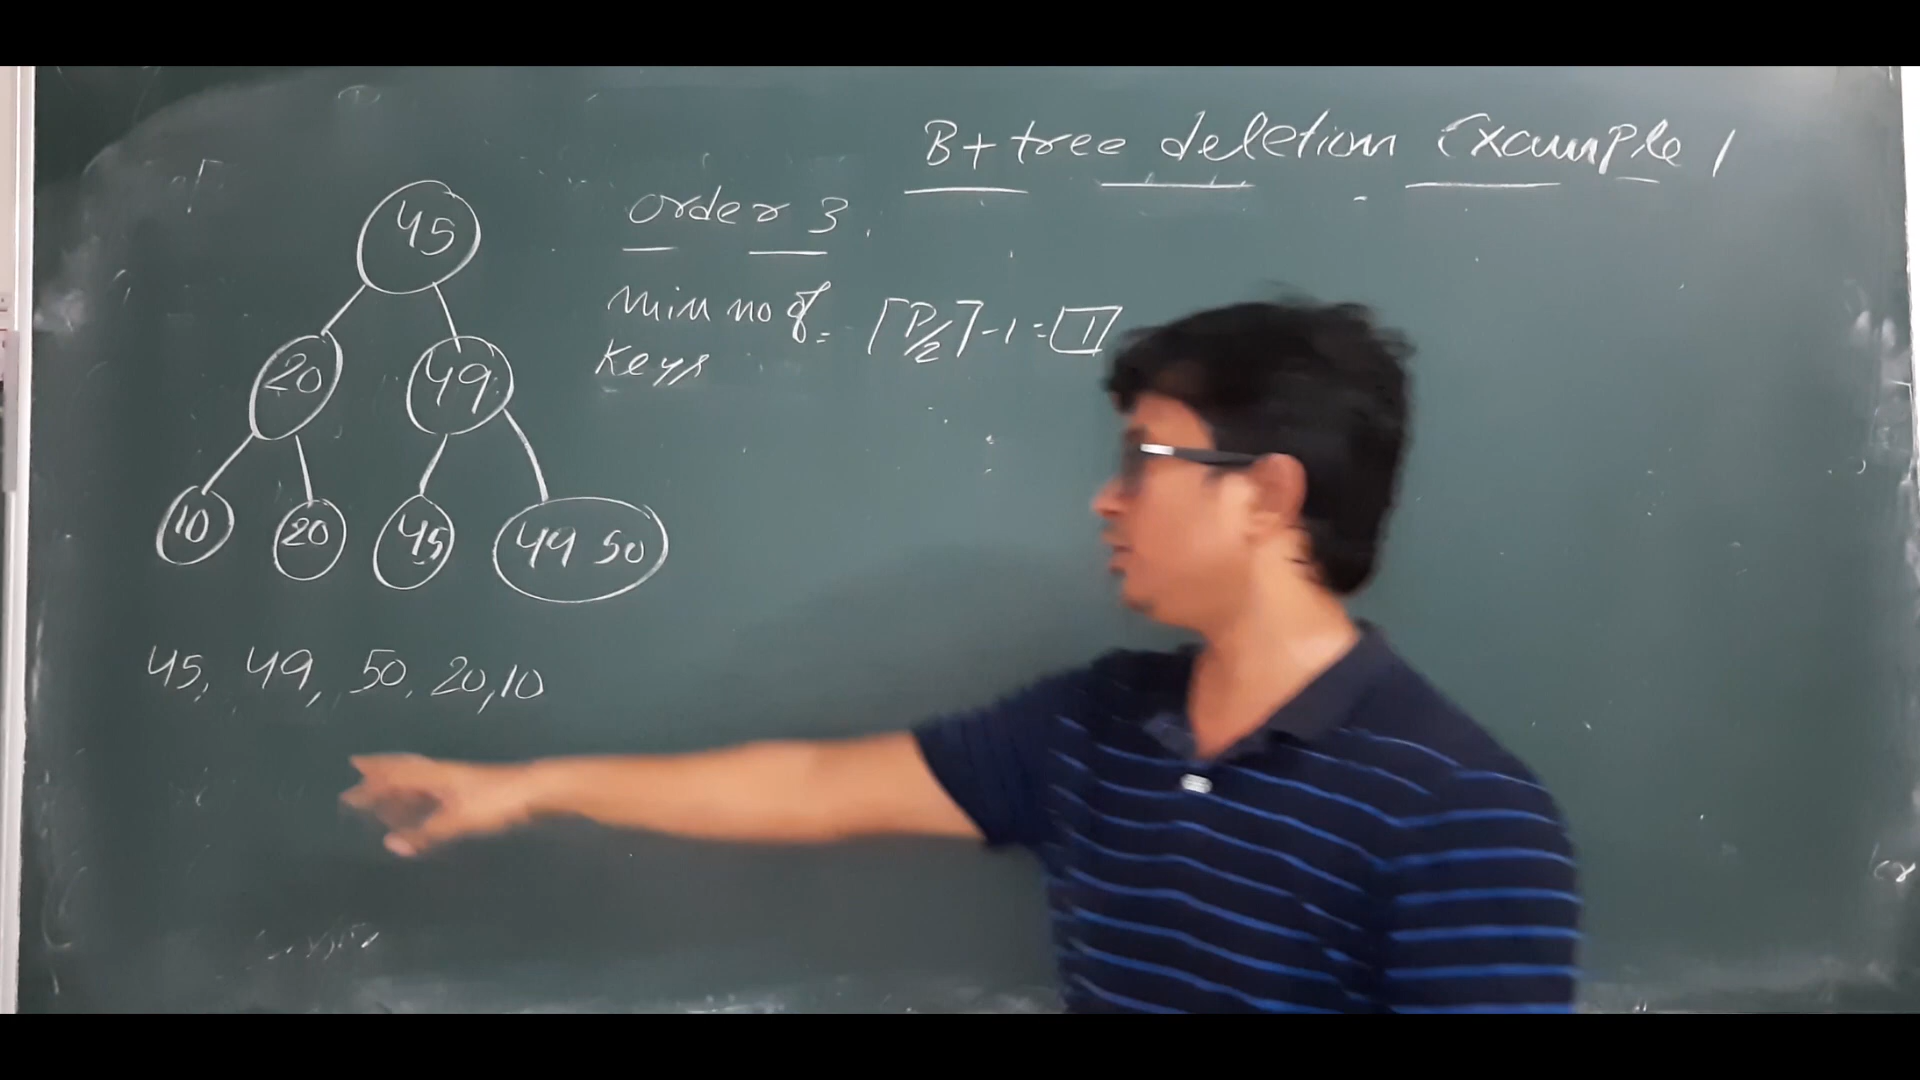 B+ tree deletion Example 1
order 3.
min no of = ⌈P/2⌉-1 = 1
keys
45
20 49
10 20 45 49 50
45, 49, 50, 20, 10